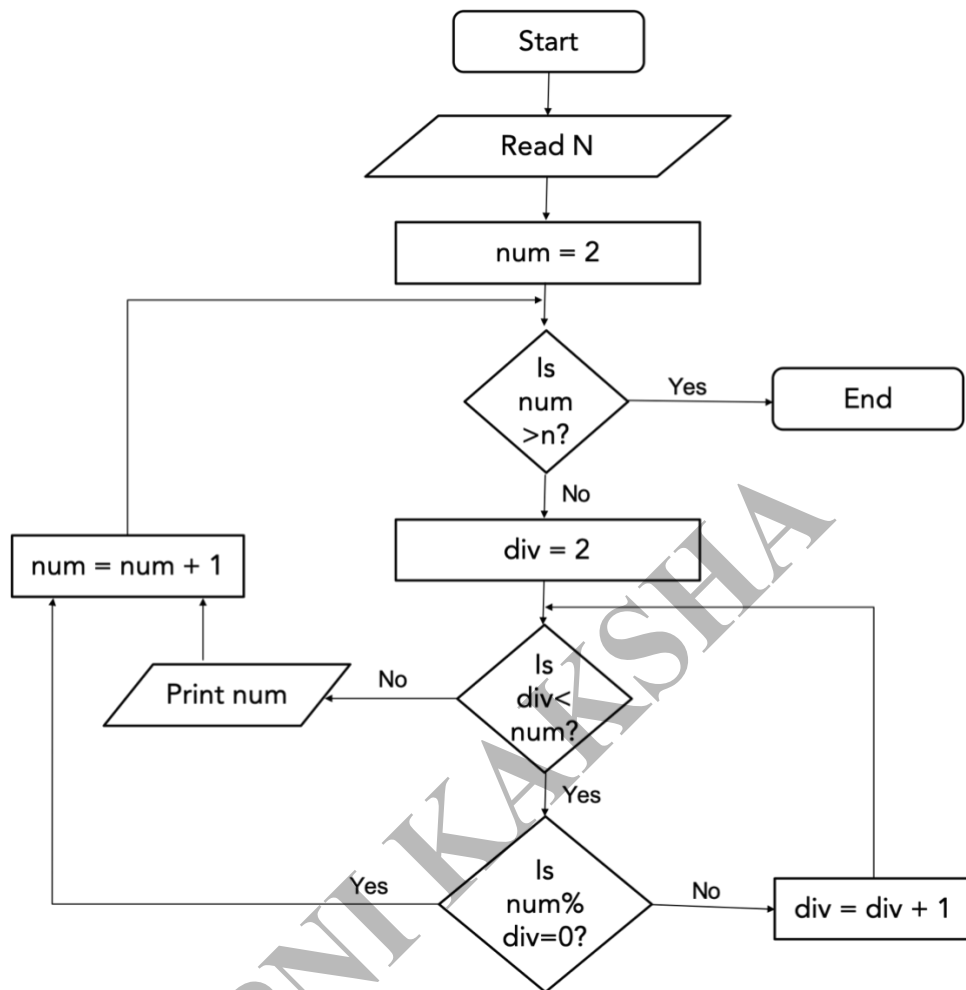 Start
Read N
num = 2
Is
num
>n?
Yes
End
No
div = 2
num = num + 1
Is
div<
num?
No
Print num
Yes
Is
num%
div=0?
Yes
No
div = div + 1
KAKSHA